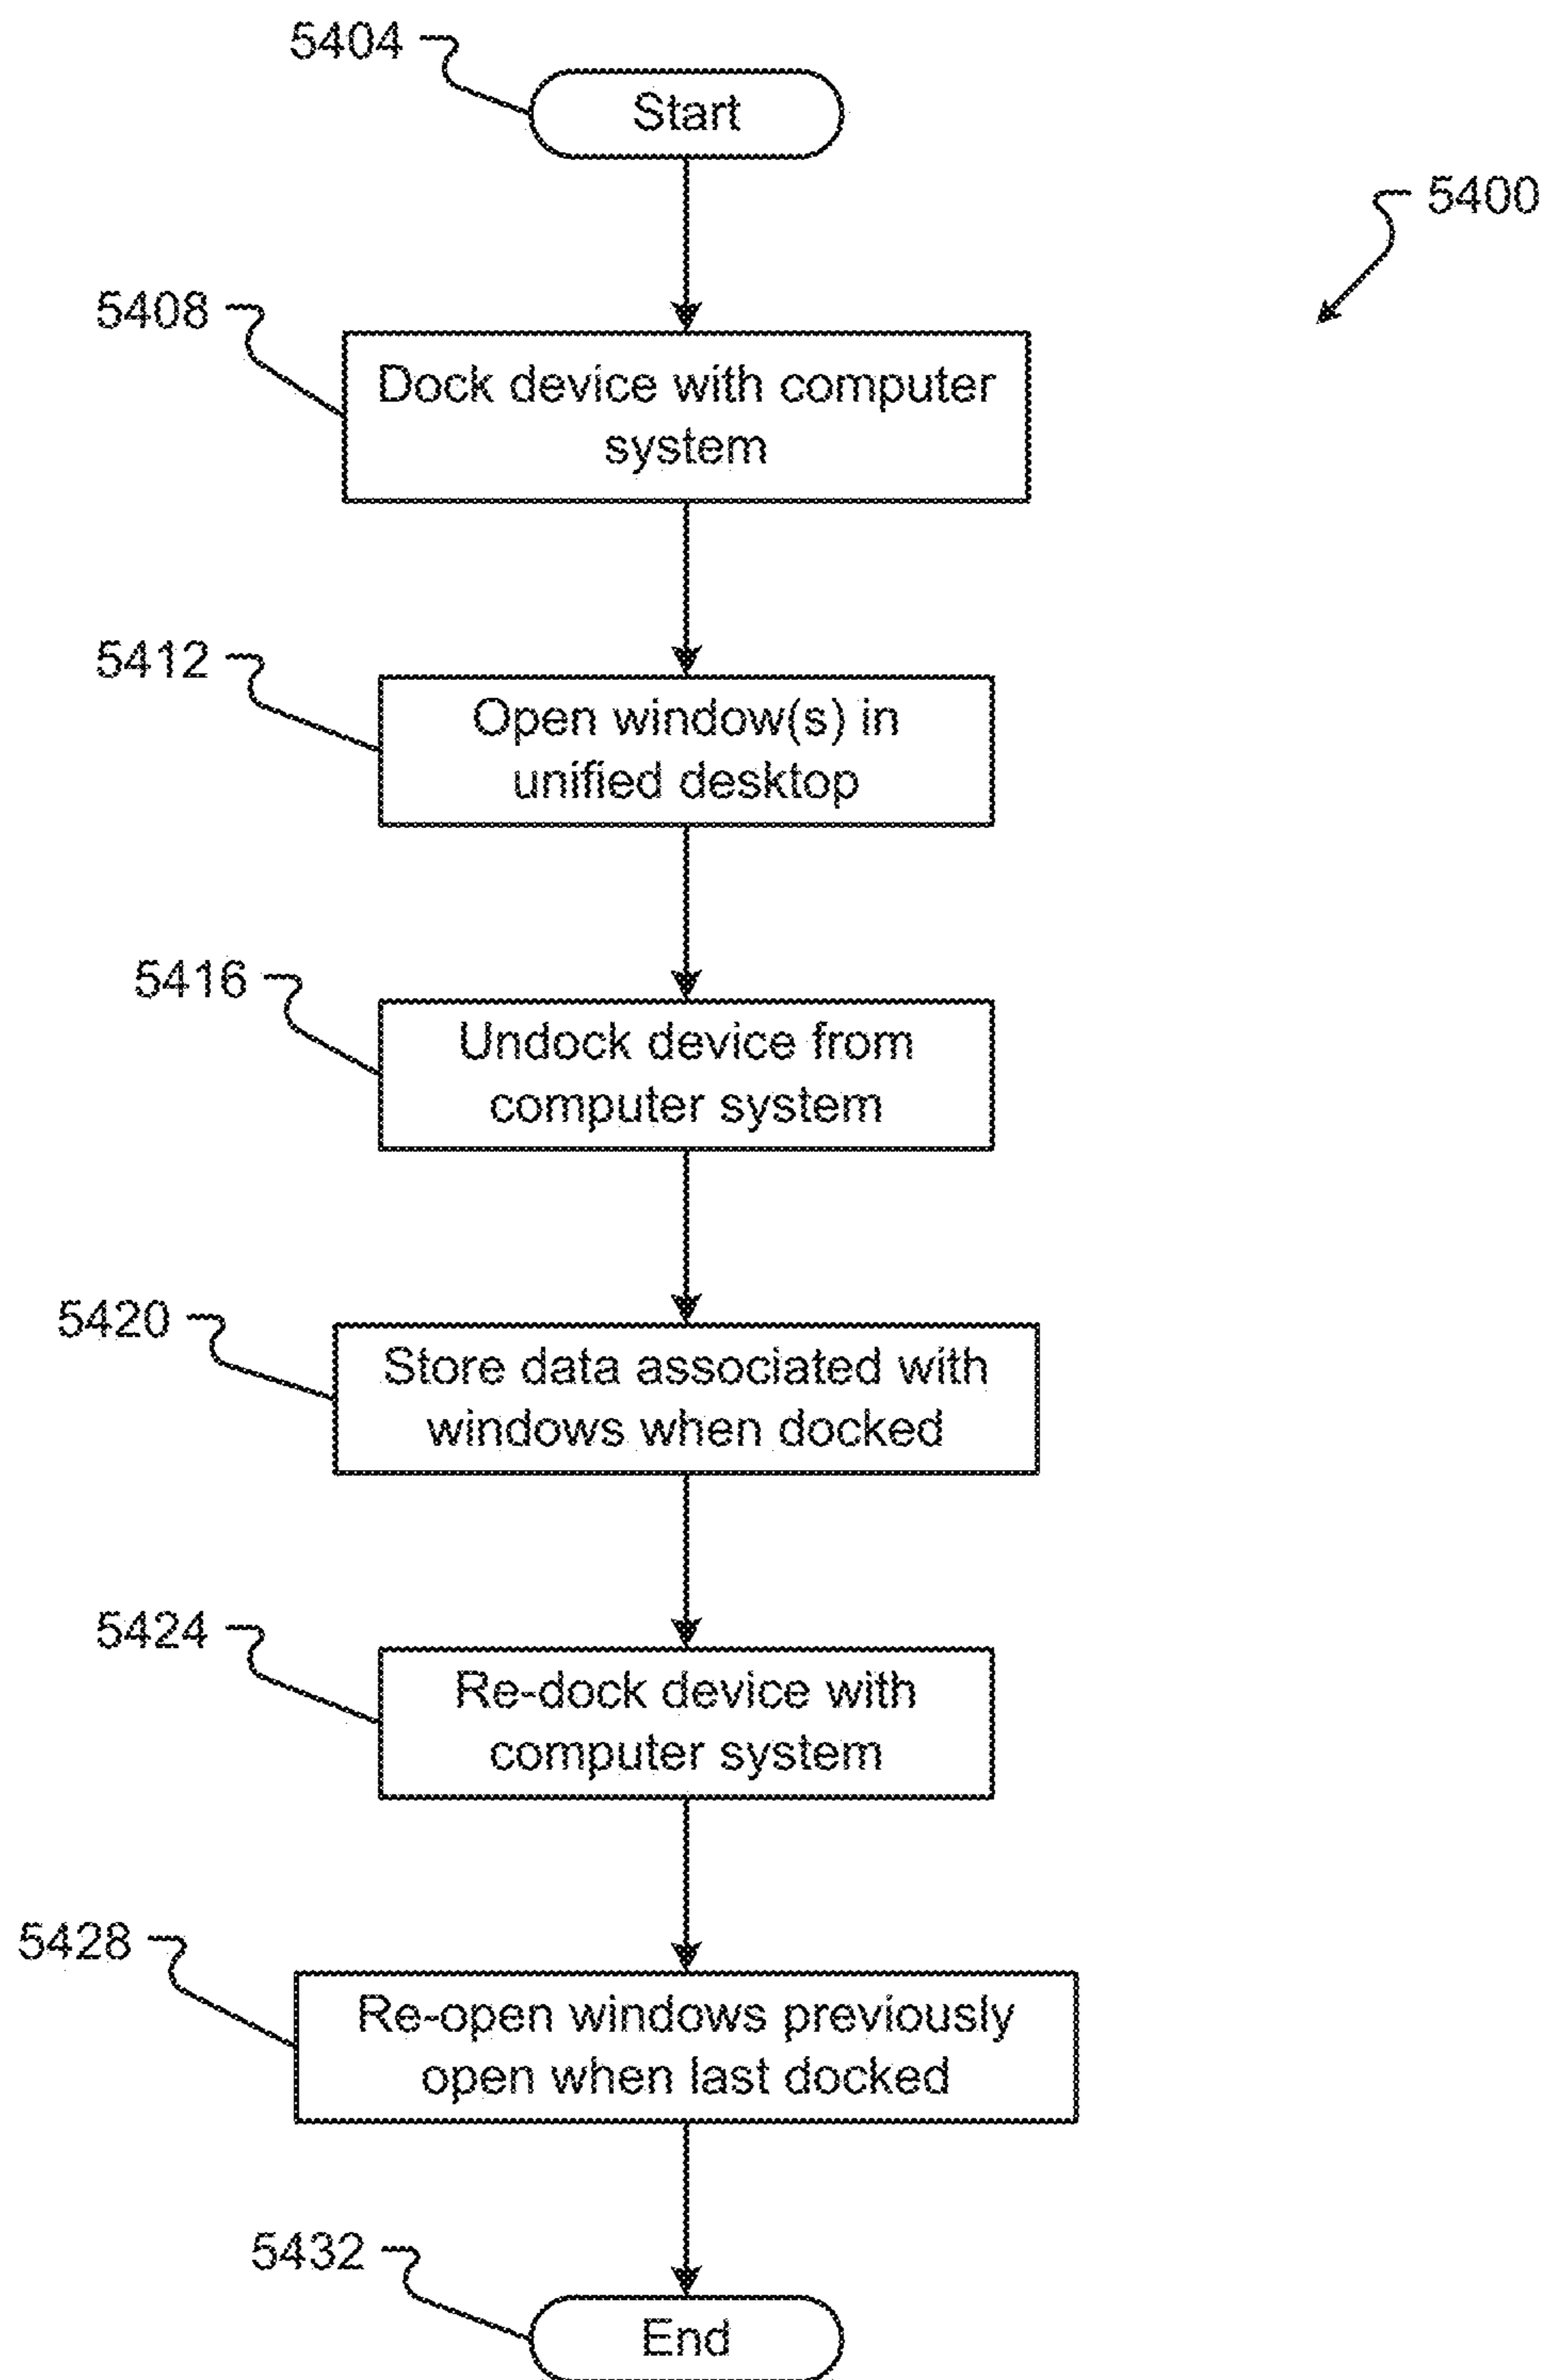 5404
Start
5400
5408
Dock device with computer
system
5412
Open window(s) in
unified desktop
5416
Undock device from
computer system
5420
Store data associated with
windows when docked
5424
Re-dock device with
computer system
5428
Re-open windows previously
open when last docked
5432
End